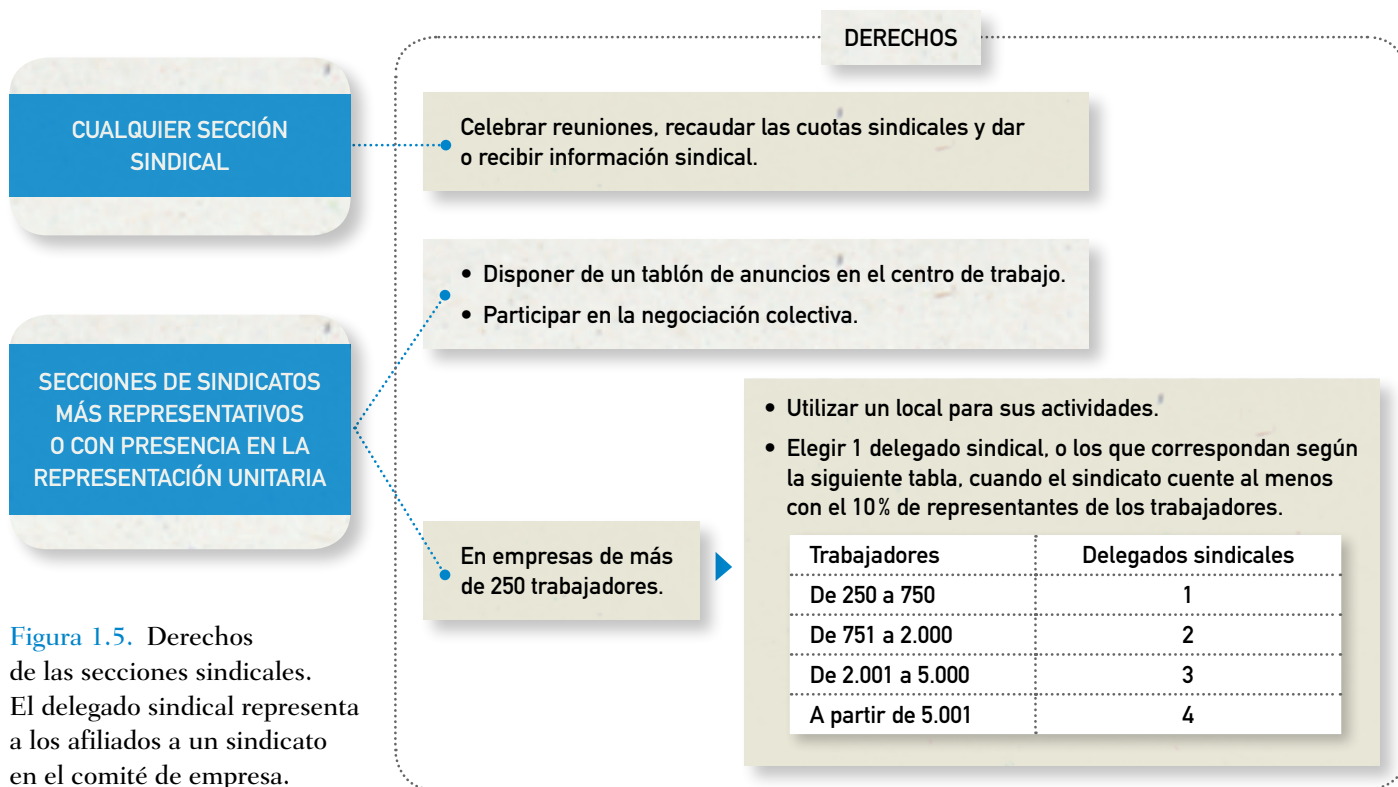 DERECHOS
CUALQUIER SECCIÓN
SINDICAL
Celebrar reuniones, recaudar las cuotas sindicales y dar
o recibir información sindical.
SECCIONES DE SINDICATOS
MÁS REPRESENTATIVOS
O CON PRESENCIA EN LA
REPRESENTACIÓN UNITARIA
• Disponer de un tablón de anuncios en el centro de trabajo.
• Participar en la negociación colectiva.
En empresas de más
de 250 trabajadores.
• Utilizar un local para sus actividades.
• Elegir 1 delegado sindical, o los que correspondan según
la siguiente tabla, cuando el sindicato cuente al menos
con el 10% de representantes de los trabajadores.
Trabajadores Delegados sindicales
De 250 a 750 1
De 751 a 2.000 2
De 2.001 a 5.000 3
A partir de 5.001 4
Figura 1.5. Derechos
de las secciones sindicales.
El delegado sindical representa
a los afiliados a un sindicato
en el comité de empresa.